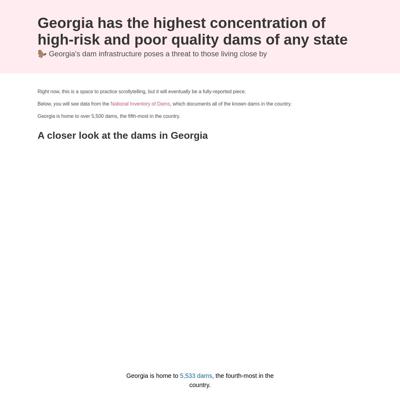 Georgia has the highest concentration of
high-risk and poor quality dams of any state
🦫 Georgia's dam infrastructure poses a threat to those living close by
Right now, this is a space to practice scrollytelling, but it will eventually be a fully-reported piece.
Below, you will see data from the National Inventory of Dams, which documents all of the known dams in the country.
Georgia is home to over 5,500 dams, the fifth-most in the country.
A closer look at the dams in Georgia
Georgia is home to 5,533 dams, the fourth-most in the
country.